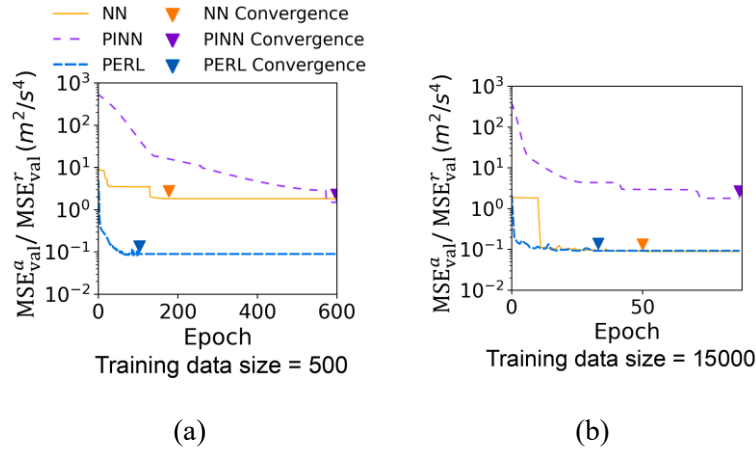 NN NN Convergence
PINN PINN Convergence
PERL PERL Convergence
MSE^a_val / MSE^r_val (m²/s⁴)
10³
10²
10¹
10⁰
10⁻¹
10⁻²
0 200 400 600
Epoch
Training data size = 500
(a)
MSE^a_val / MSE^r_val (m²/s⁴)
10³
10²
10¹
10⁰
10⁻¹
10⁻²
0 50
Epoch
Training data size = 15000
(b)